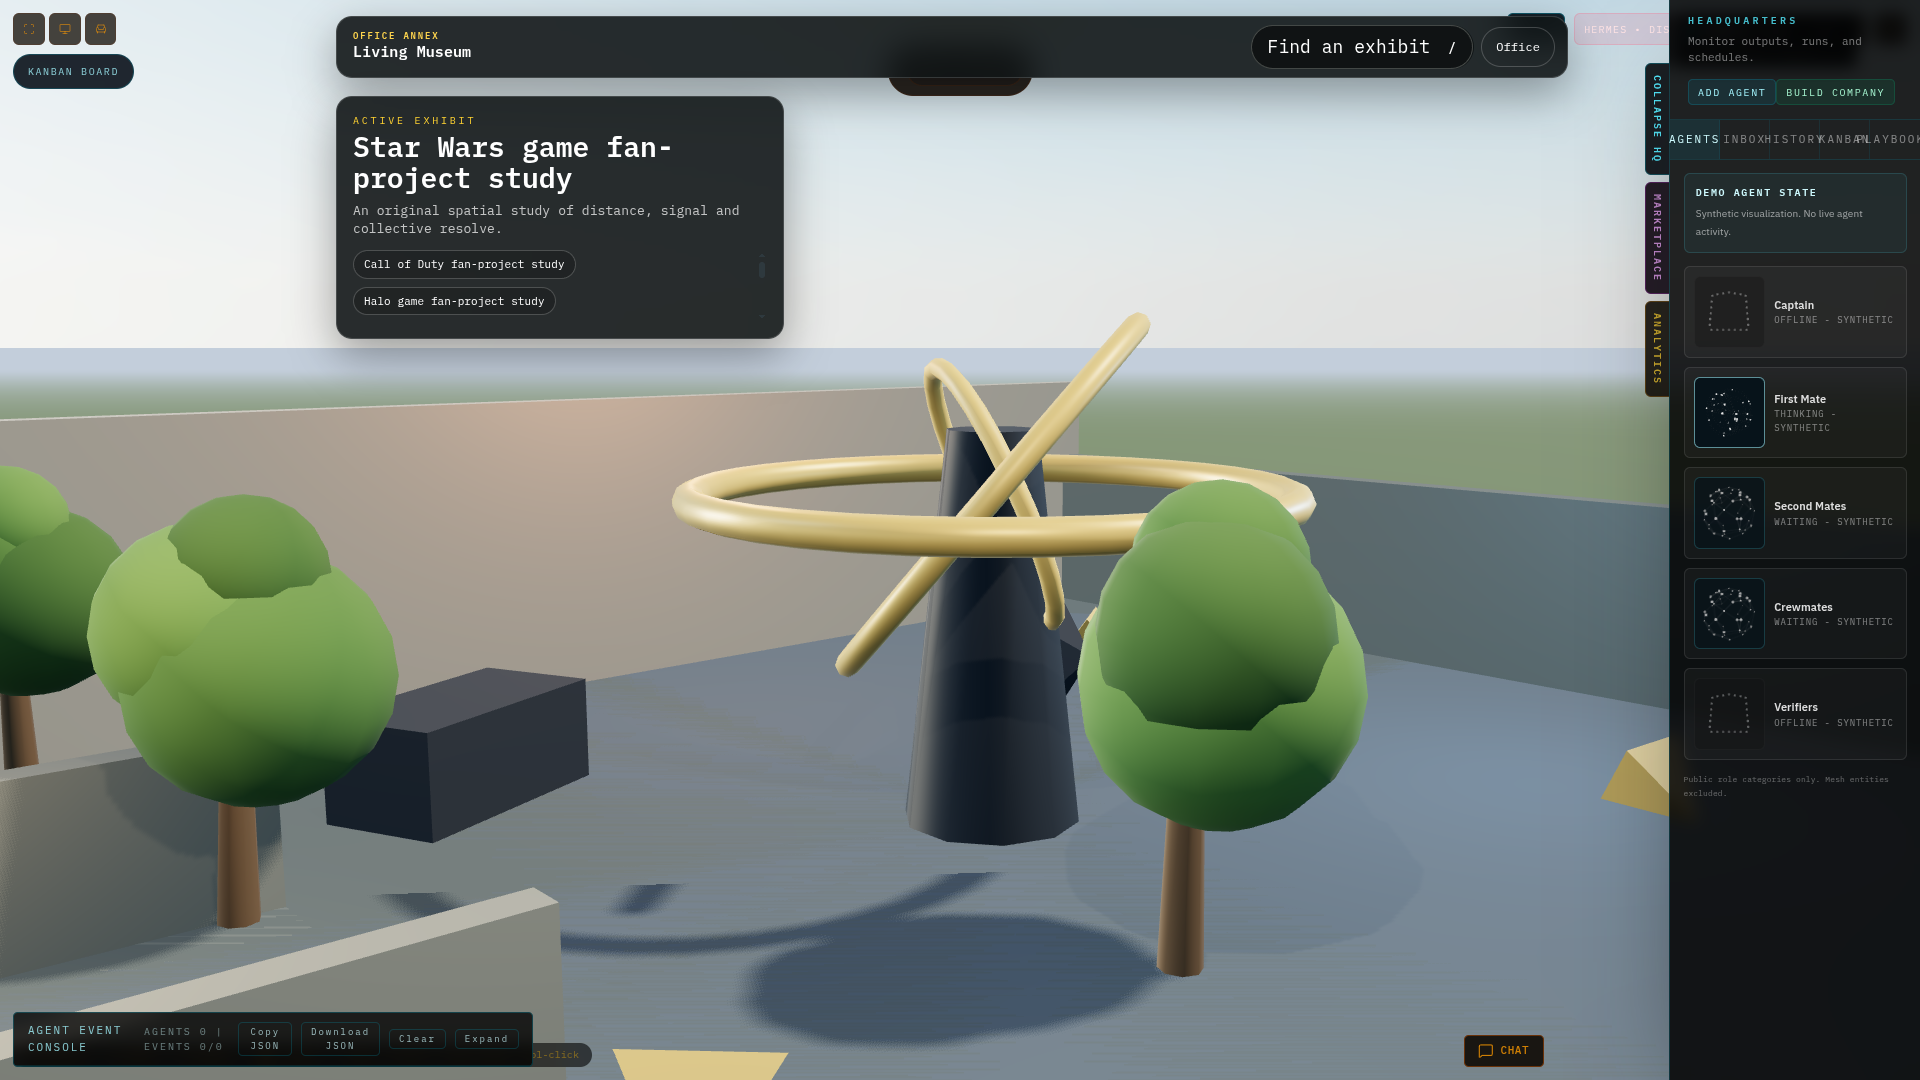 KANBAN BOARD
OFFICE ANNEX
Living Museum
Find an exhibit /
Office
HERMES • DIS
ACTIVE EXHIBIT
Star Wars game fan-
project study
An original spatial study of distance, signal and
collective resolve.
Call of Duty fan-project study
Halo game fan-project study
COLLAPSE HQ
MARKETPLACE
ANALYTICS
HEADQUARTERS
Monitor outputs, runs, and
schedules.
ADD AGENT
BUILD COMPANY
AGENTS
INBOX
HISTORY
KANBAN
PLAYBOOK
DEMO AGENT STATE
Synthetic visualization. No live agent
activity.
Captain
OFFLINE - SYNTHETIC
First Mate
THINKING -
SYNTHETIC
Second Mates
WAITING - SYNTHETIC
Crewmates
WAITING - SYNTHETIC
Verifiers
OFFLINE - SYNTHETIC
Public role categories only. Mesh entities
excluded.
AGENT EVENT
CONSOLE
AGENTS 0 |
EVENTS 0/0
Copy
JSON
Download
JSON
Clear
Expand
ol-click
CHAT